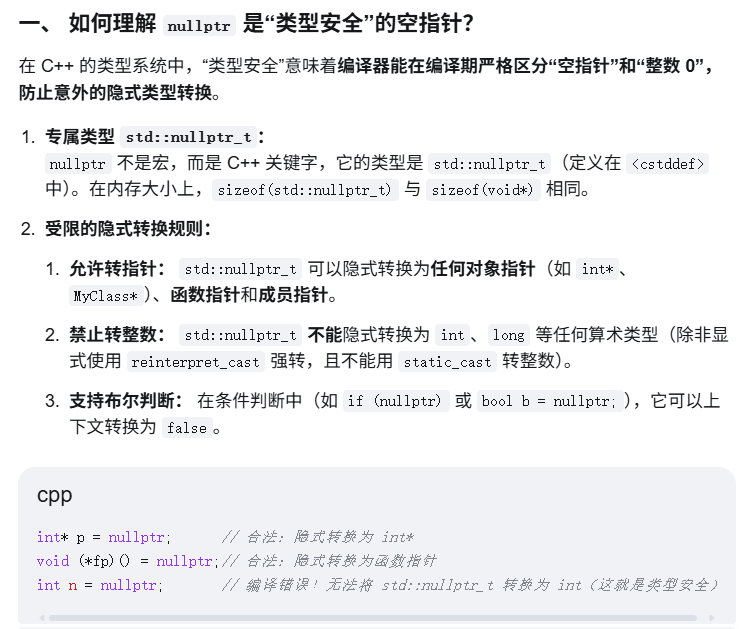 一、 如何理解 nullptr 是“类型安全”的空指针？
在 C++ 的类型系统中，“类型安全”意味着编译器能在编译期严格区分“空指针”和“整数 0”，
防止意外的隐式类型转换。
1. 专属类型 std::nullptr_t：
nullptr 不是宏，而是 C++ 关键字，它的类型是 std::nullptr_t（定义在 <cstddef>
中）。在内存大小上，sizeof(std::nullptr_t) 与 sizeof(void*) 相同。
2. 受限的隐式转换规则：
1. 允许转指针： std::nullptr_t 可以隐式转换为任何对象指针（如 int*、
MyClass*）、函数指针和成员指针。
2. 禁止转整数： std::nullptr_t 不能隐式转换为 int、long 等任何算术类型（除非显
式使用 reinterpret_cast 强转，且不能用 static_cast 转整数）。
3. 支持布尔判断： 在条件判断中（如 if (nullptr) 或 bool b = nullptr;），它可以上
下文转换为 false。
cpp
int* p = nullptr;      // 合法：隐式转换为 int*
void (*fp)() = nullptr;// 合法：隐式转换为函数指针
int n = nullptr;       // 编译错误！无法将 std::nullptr_t 转换为 int（这就是类型安全）